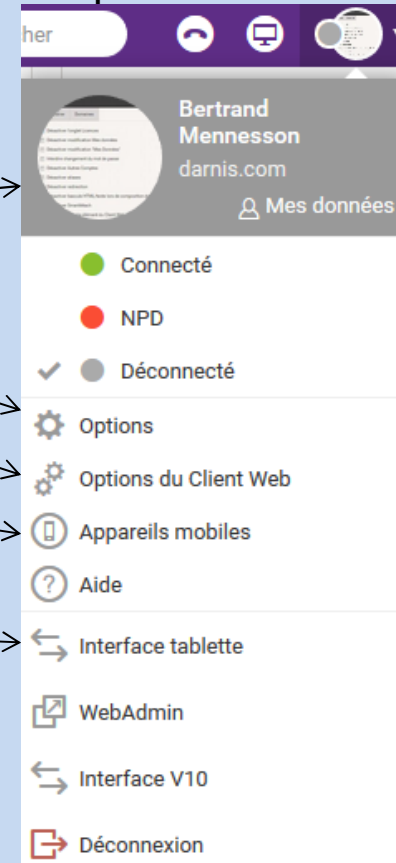 her
Bertrand
Mennesson
darnis.com
Mes données
Connecté
NPD
Déconnecté
Options
Options du Client Web
Appareils mobiles
Aide
Interface tablette
WebAdmin
Interface V10
Déconnexion